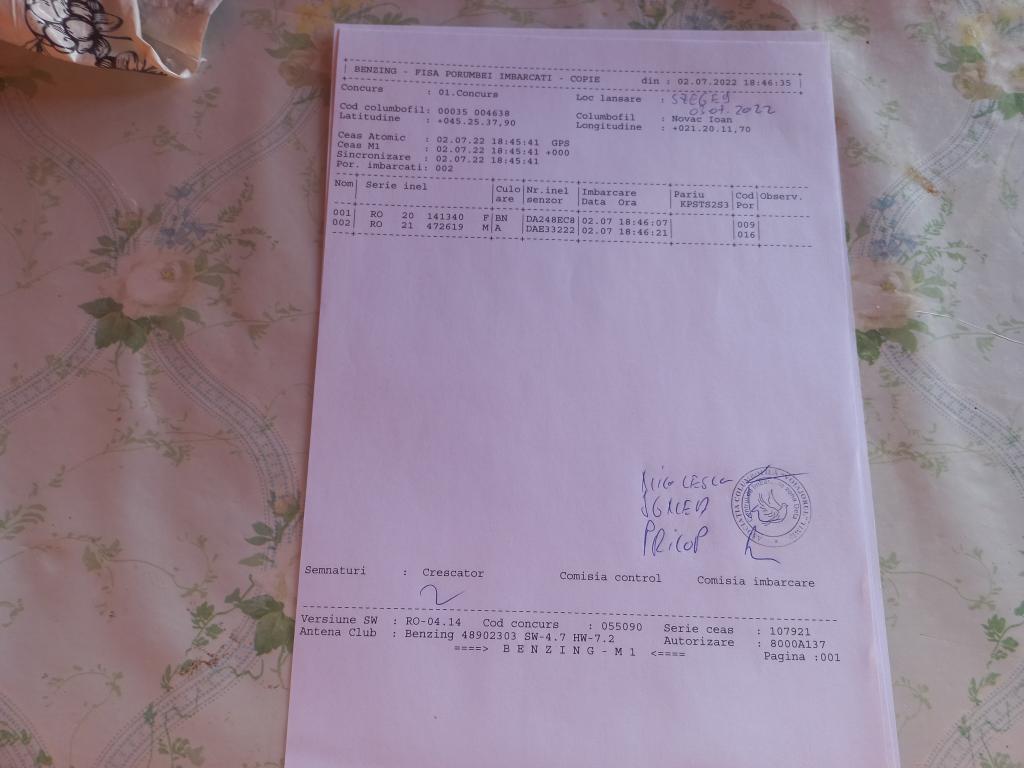 BENZING - FISA PORUMBEI IMBARCATI - COPIE din : 02.07.2022 18:46:35
Concurs : 01.Concurs Loc lansare : SZEGED
03.07.2022
Cod columbofil: 00035 004638 Columbofil : Novac Ioan
Latitudine : +045.25.37,90 Longitudine : +021.20.11,70
Ceas Atomic : 02.07.22 18:45:41 GPS
Ceas M1 : 02.07.22 18:45:41 +000
Sincronizare : 02.07.22 18:45:41
Por. imbarcati: 002
Nom Serie inel Culo Nr.inel Imbarcare Pariu Cod Observ.
are senzor Data Ora KPSTS2S3 Por
001 RO 20 141340 F BN DA248EC8 02.07 18:46:07 009
002 RO 21 472619 M A DAE33222 02.07 18:46:21 016
PRICOP
Semnaturi : Crescator Comisia control Comisia imbarcare
Versiune SW : RO-04.14 Cod concurs : 055090 Serie ceas : 107921
Antena Club : Benzing 48902303 SW-4.7 HW-7.2 Autorizare : 8000A137
====> B E N Z I N G - M 1 <==== Pagina :001